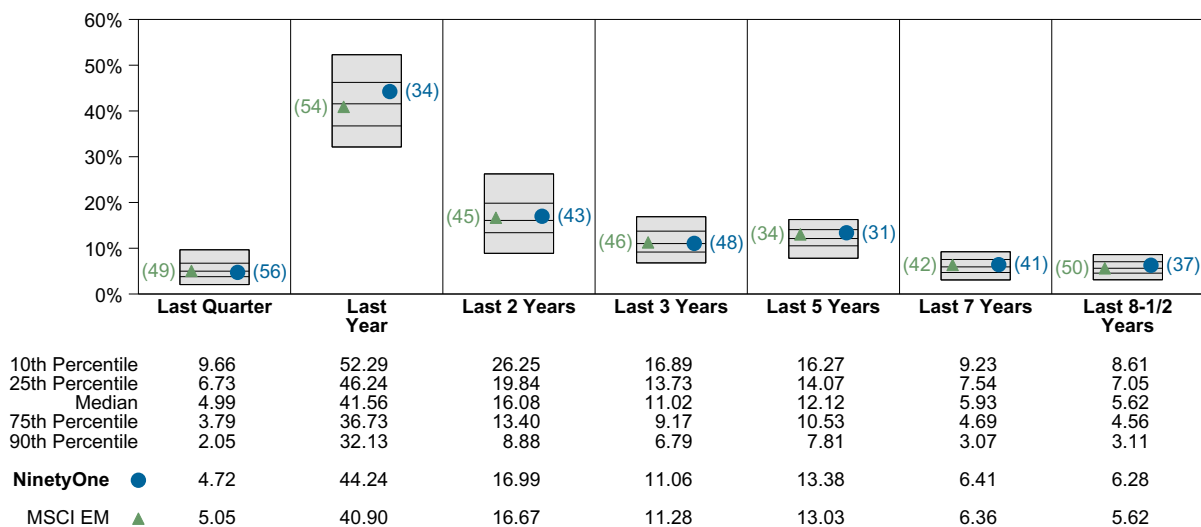 60%
50%
40%
30%
20%
10%
0%
(49) (56)
(54) (34)
(45) (43)
(46) (48)
(34) (31)
(42) (41)
(50) (37)
Last Quarter Last Year Last 2 Years Last 3 Years Last 5 Years Last 7 Years Last 8-1/2 Years
10th Percentile 9.66 52.29 26.25 16.89 16.27 9.23 8.61
25th Percentile 6.73 46.24 19.84 13.73 14.07 7.54 7.05
Median 4.99 41.56 16.08 11.02 12.12 5.93 5.62
75th Percentile 3.79 36.73 13.40 9.17 10.53 4.69 4.56
90th Percentile 2.05 32.13 8.88 6.79 7.81 3.07 3.11
NinetyOne 4.72 44.24 16.99 11.06 13.38 6.41 6.28
MSCI EM 5.05 40.90 16.67 11.28 13.03 6.36 5.62